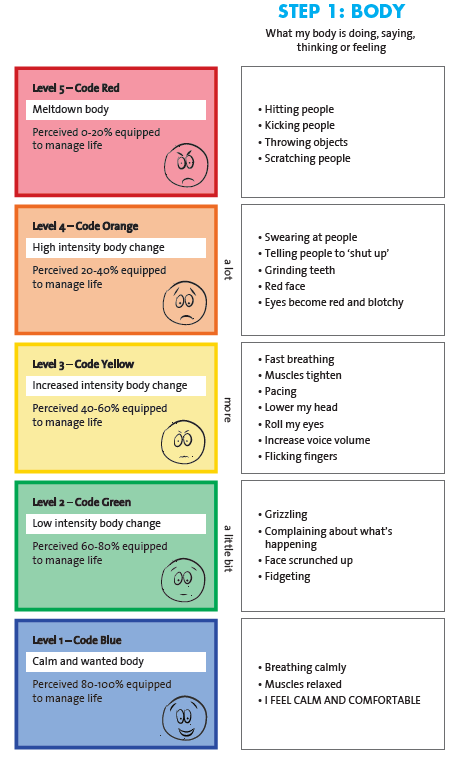 STEP 1: BODY
What my body is doing, saying,
thinking or feeling
Level 5 – Code Red
Meltdown body
Perceived 0-20% equipped
to manage life
• Hitting people
• Kicking people
• Throwing objects
• Scratching people
Level 4 – Code Orange
High intensity body change
Perceived 20-40% equipped
to manage life
a lot
• Swearing at people
• Telling people to ‘shut up’
• Grinding teeth
• Red face
• Eyes become red and blotchy
Level 3 – Code Yellow
Increased intensity body change
Perceived 40-60% equipped
to manage life
more
• Fast breathing
• Muscles tighten
• Pacing
• Lower my head
• Roll my eyes
• Increase voice volume
• Flicking fingers
Level 2 – Code Green
Low intensity body change
Perceived 60-80% equipped
to manage life
a little bit
• Grizzling
• Complaining about what’s
happening
• Face scrunched up
• Fidgeting
Level 1 – Code Blue
Calm and wanted body
Perceived 80-100% equipped
to manage life
• Breathing calmly
• Muscles relaxed
• I FEEL CALM AND COMFORTABLE